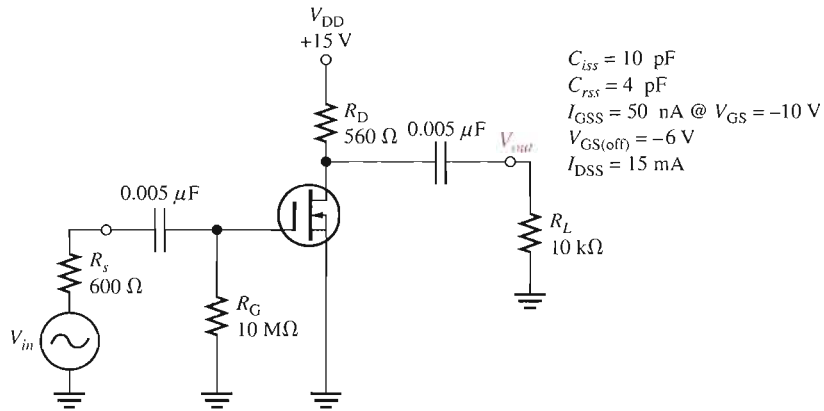 V_DD
+15 V
R_D
560 Ω
0.005 μF
V_out
0.005 μF
R_s
600 Ω
V_in
R_G
10 MΩ
R_L
10 kΩ
C_iss = 10 pF
C_rss = 4 pF
I_GSS = 50 nA @ V_GS = −10 V
V_GS(off) = −6 V
I_DSS = 15 mA